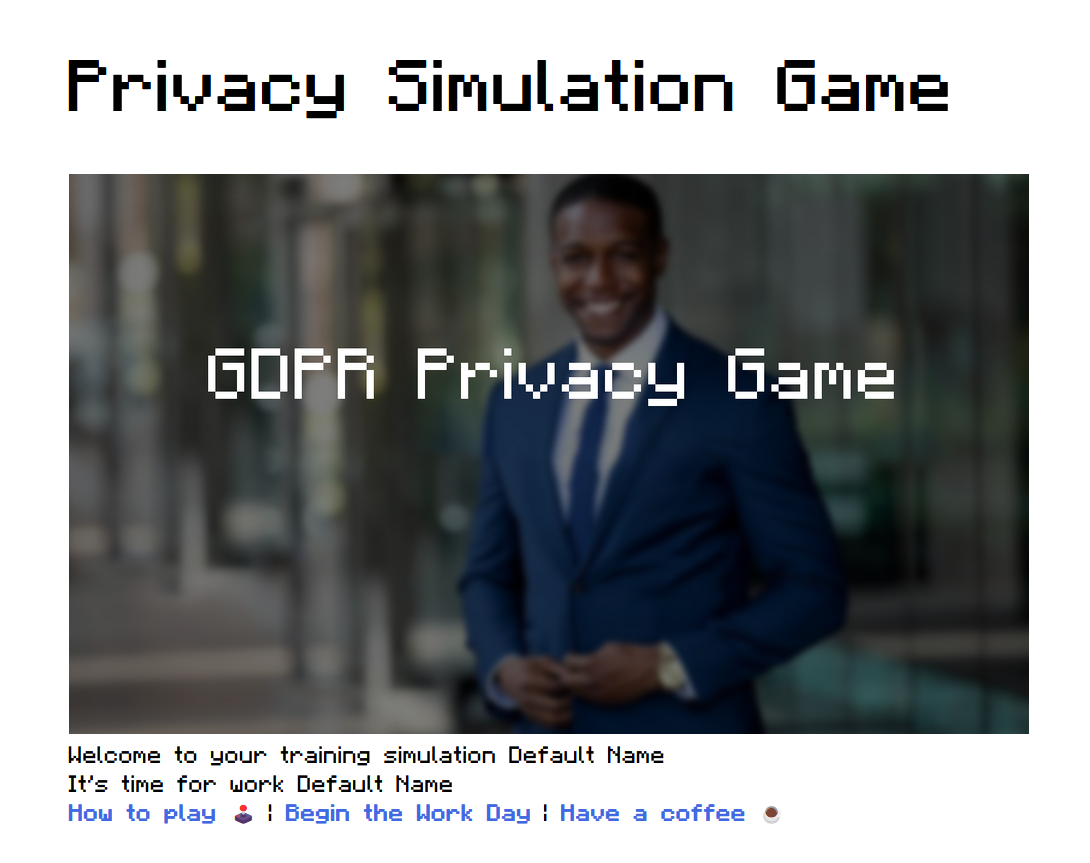 Privacy Simulation Game
GDPR Privacy Game
Welcome to your training simulation Default Name
It's time for work Default Name
How to play 🕹️ | Begin the Work Day | Have a coffee ☕